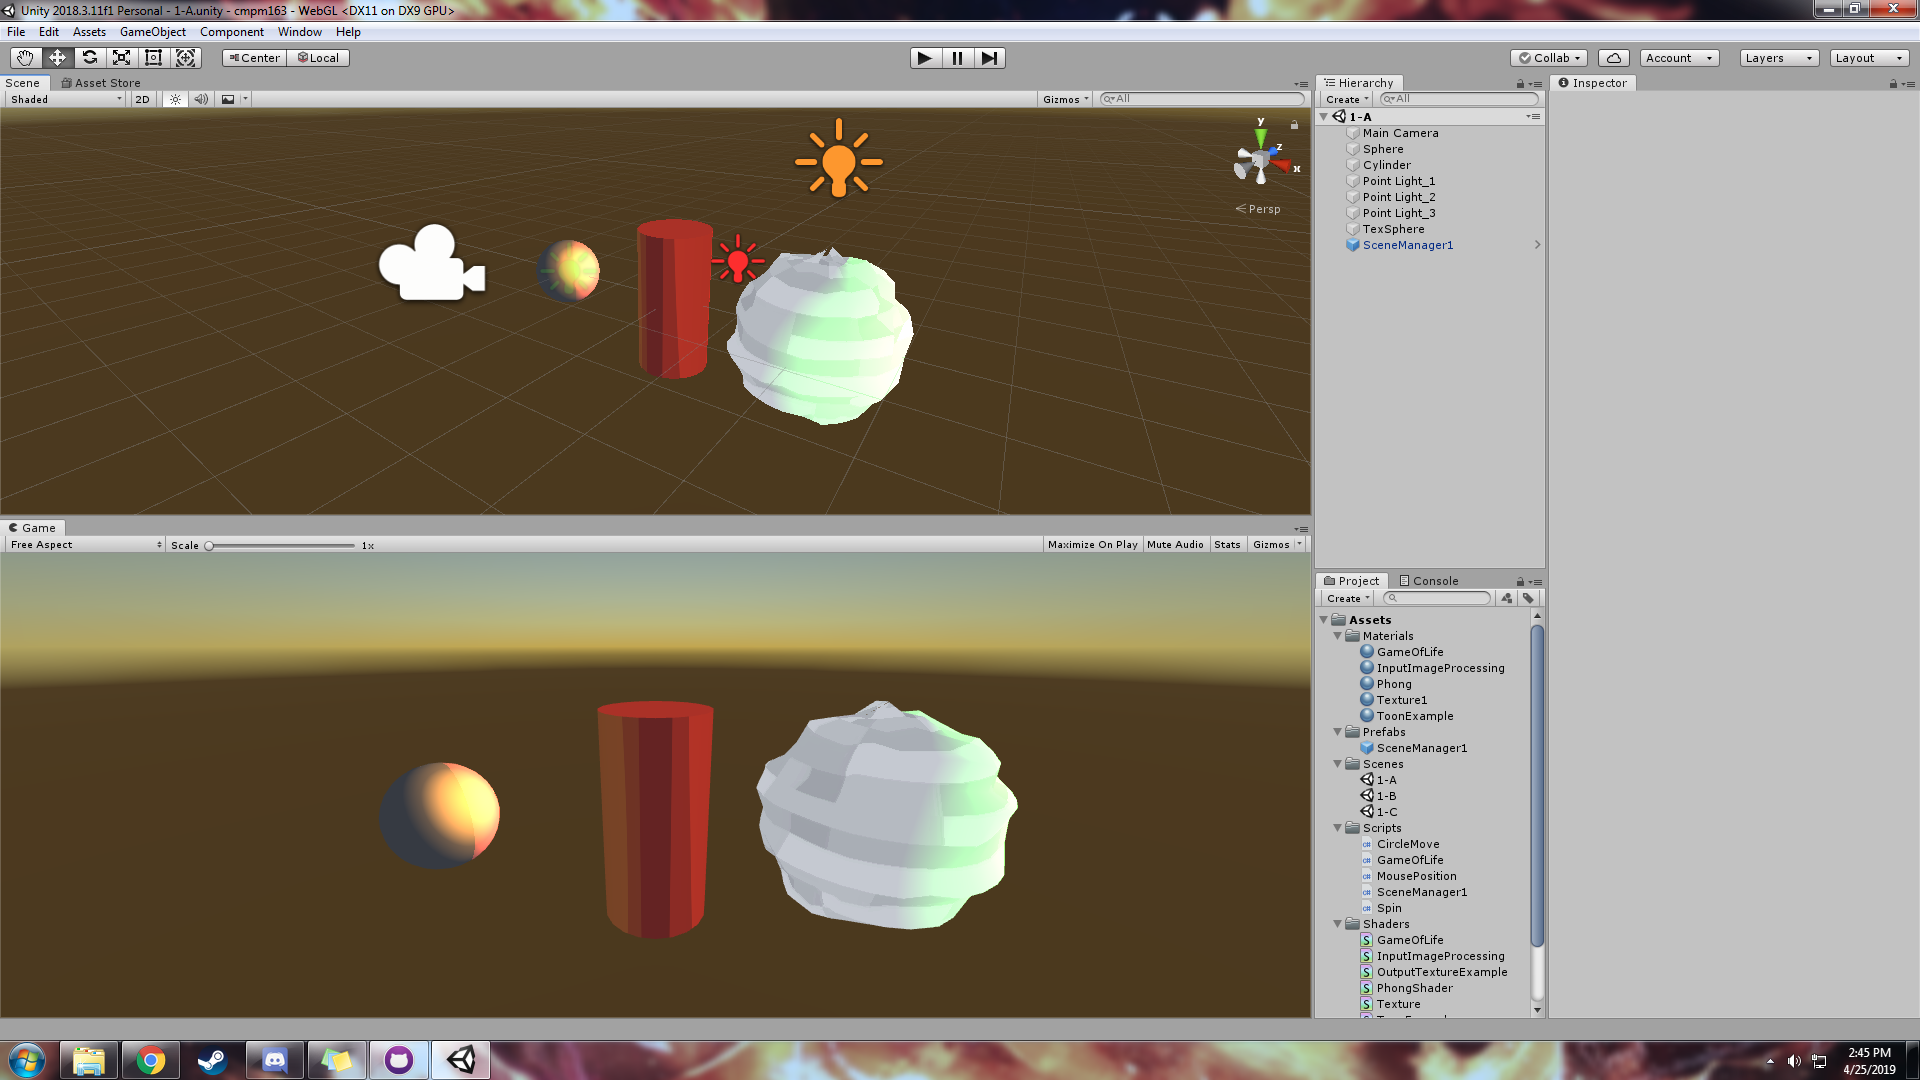 Unity 2018.3.11f1 Personal - 1-A.unity - cmpm163 - WebGL <DX11 on DX9 GPU>
File Edit Assets GameObject Component Window Help
Center Local Collab Account Layers Layout
Scene Asset Store
Shaded 2D Gizmos All
y
z
x
Persp
Hierarchy
Create All
1-A
Main Camera
Sphere
Cylinder
Point Light_1
Point Light_2
Point Light_3
TexSphere
SceneManager1
Inspector
Game
Free Aspect Scale 1x Maximize On Play Mute Audio Stats Gizmos
Project Console
Create
Assets
Materials
GameOfLife
InputImageProcessing
Phong
Texture1
ToonExample
Prefabs
SceneManager1
Scenes
1-A
1-B
1-C
Scripts
CircleMove
GameOfLife
MousePosition
SceneManager1
Spin
Shaders
GameOfLife
InputImageProcessing
OutputTextureExample
PhongShader
Texture
2:45 PM
4/25/2019